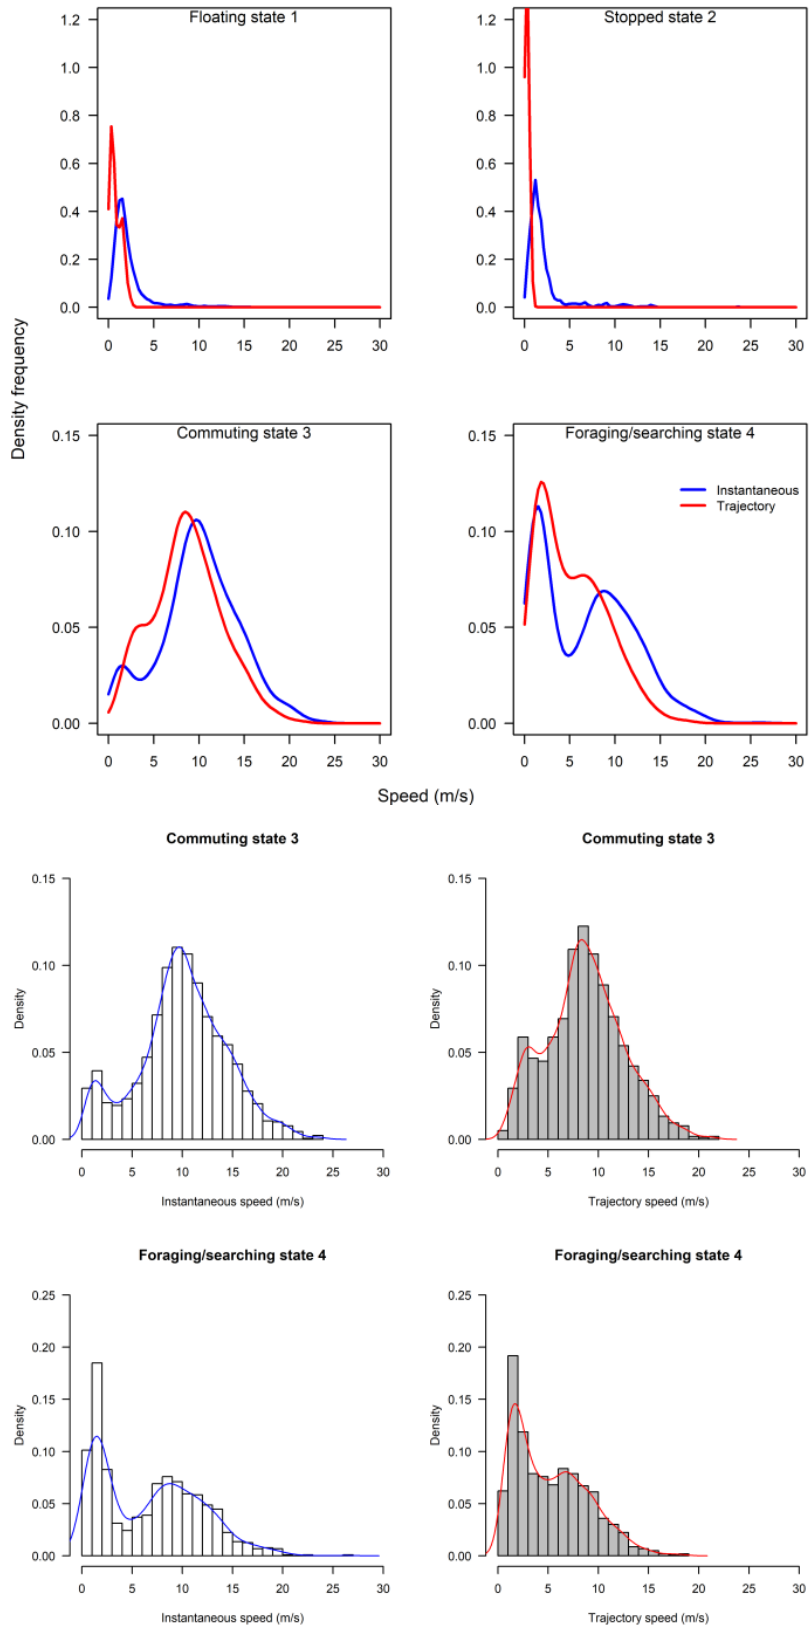 Floating state 1
Stopped state 2
1.2
1.0
0.8
0.6
0.4
0.2
0.0
0 5 10 15 20 25 30
1.2
1.0
0.8
0.6
0.4
0.2
0.0
0 5 10 15 20 25 30
Density frequency
Commuting state 3
Foraging/searching state 4
0.15
0.10
0.05
0.00
0 5 10 15 20 25 30
0.15
0.10
0.05
0.00
0 5 10 15 20 25 30
Instantaneous
Trajectory
Speed (m/s)
Commuting state 3
0.15
0.10
0.05
0.00
Density
0 5 10 15 20 25 30
Instantaneous speed (m/s)
Commuting state 3
0.15
0.10
0.05
0.00
Density
0 5 10 15 20 25 30
Trajectory speed (m/s)
Foraging/searching state 4
0.25
0.20
0.15
0.10
0.05
0.00
Density
0 5 10 15 20 25 30
Instantaneous speed (m/s)
Foraging/searching state 4
0.25
0.20
0.15
0.10
0.05
0.00
Density
0 5 10 15 20 25 30
Trajectory speed (m/s)